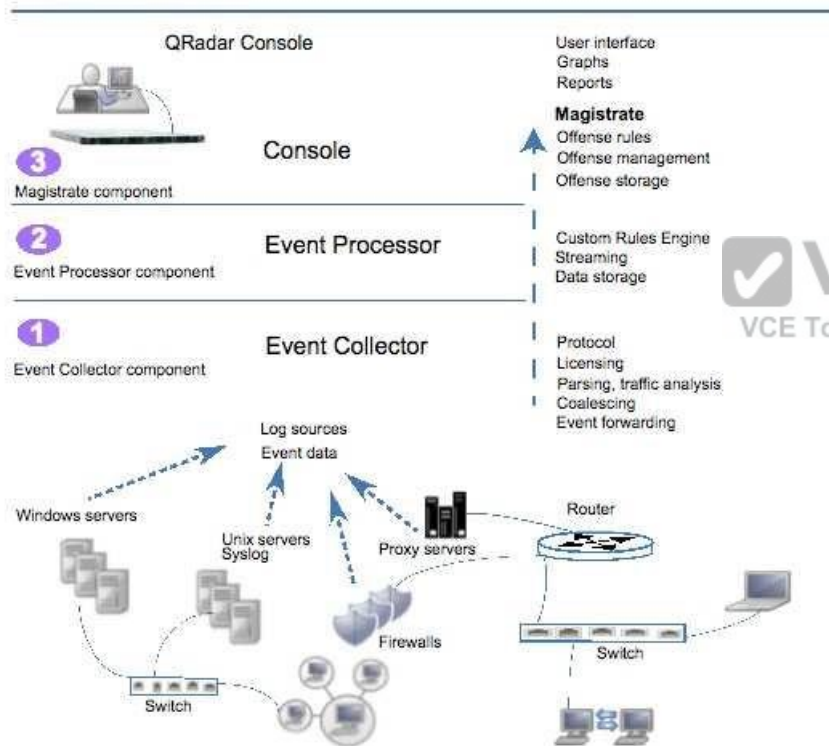 QRadar Console
User interface
Graphs
Reports
Magistrate
Offense rules
Offense management
Offense storage
Console
3
Magistrate component
2
Event Processor component
Event Processor
Custom Rules Engine
Streaming
Data storage
1
Event Collector component
Event Collector
Protocol
Licensing
Parsing, traffic analysis
Coalescing
Event forwarding
V
VCE To
Log sources
Event data
Windows servers
Unix servers
Syslog
Proxy servers
Router
Firewalls
Switch
Switch